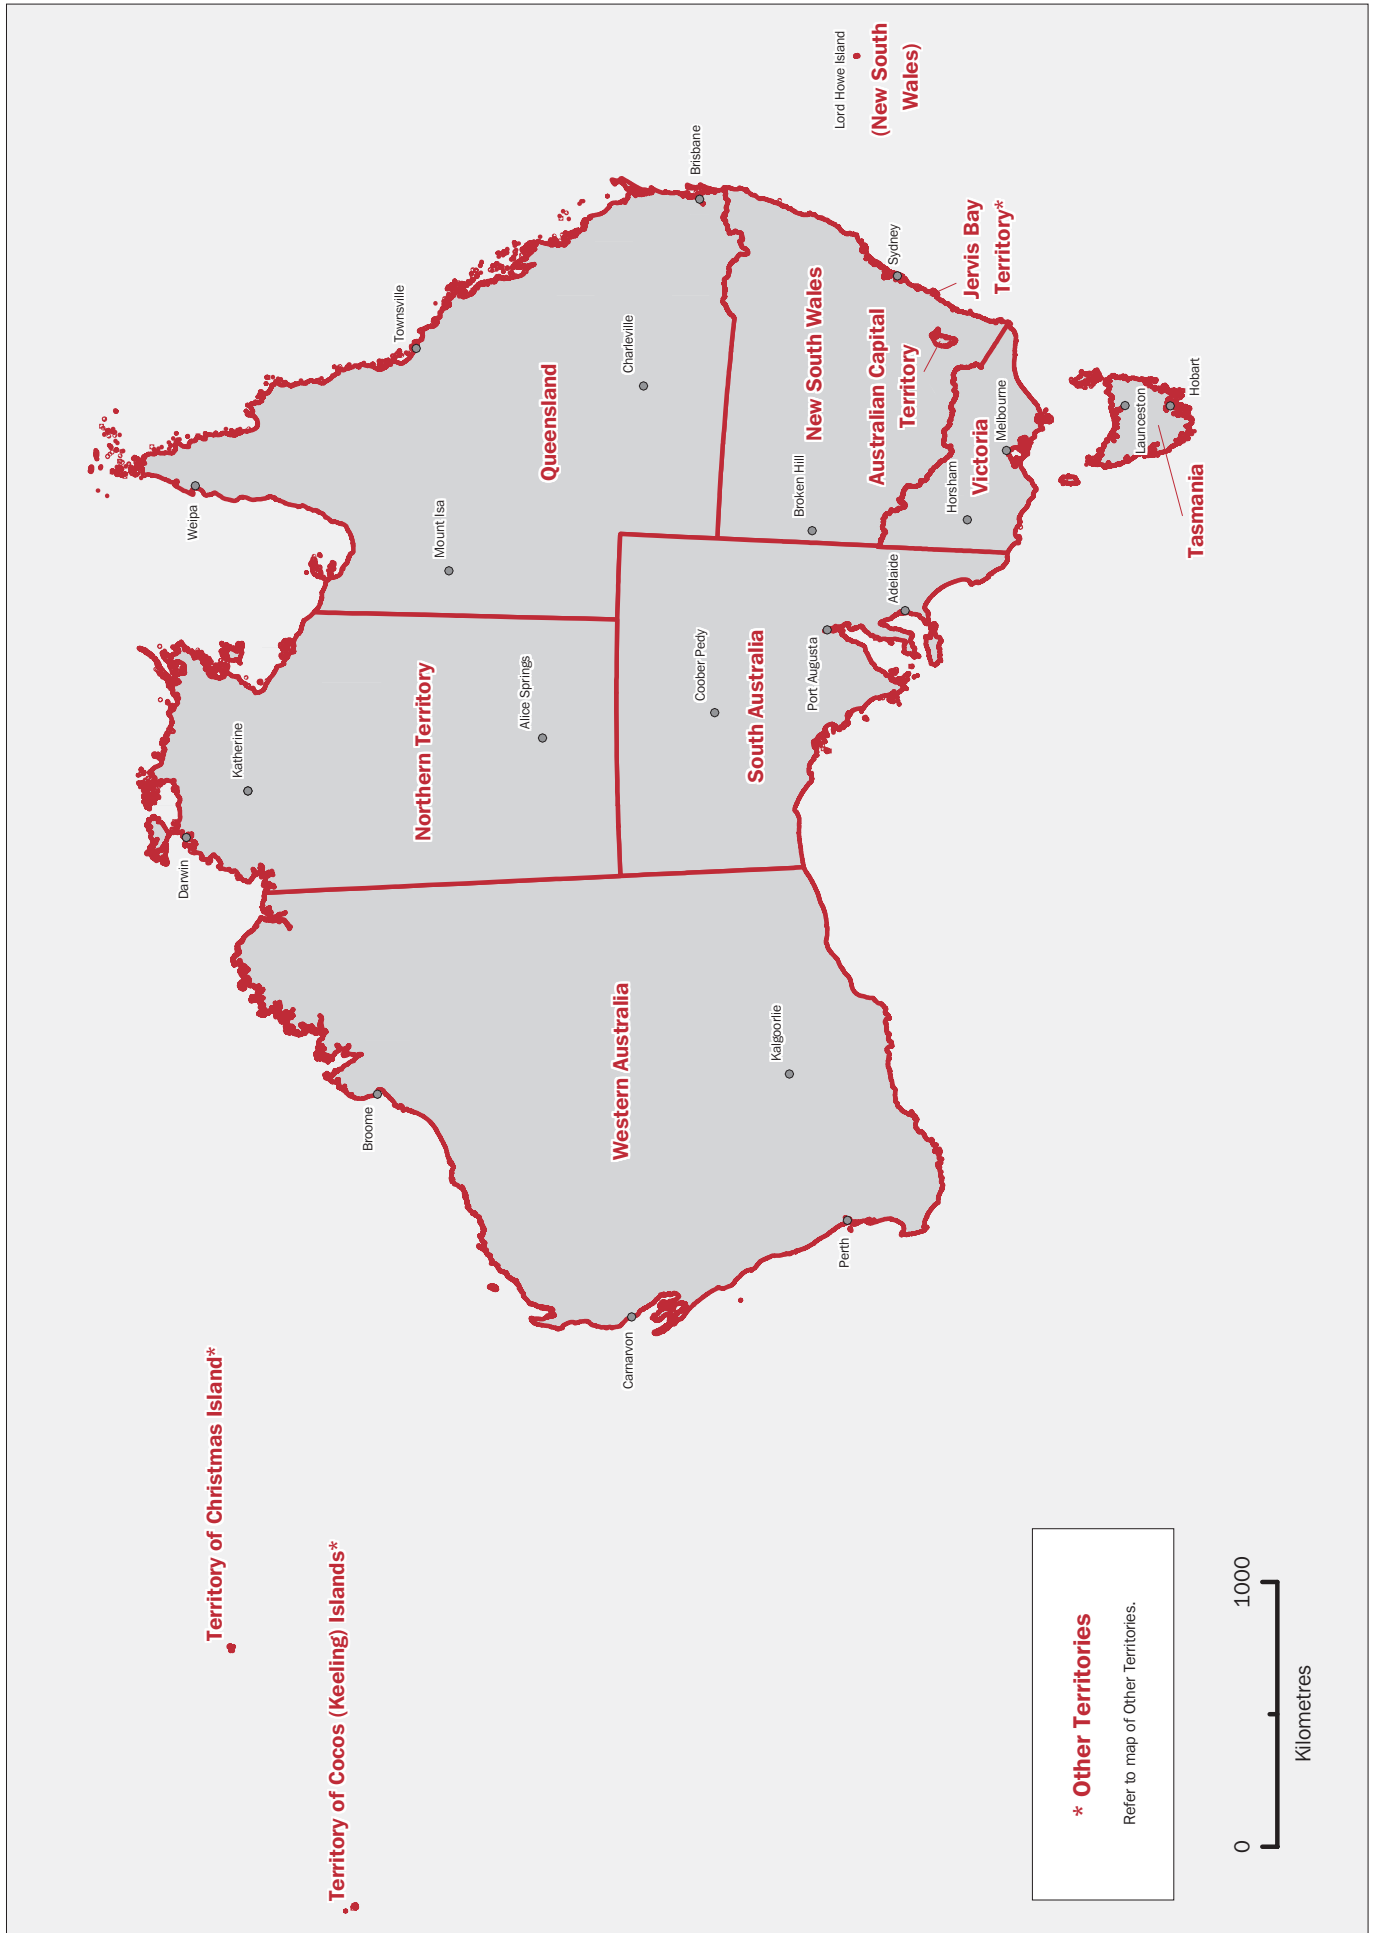 Territory of Christmas Island*
Territory of Cocos (Keeling) Islands*
Darwin
Katherine
Weipa
Broome
Townsville
Northern Territory
Mount Isa
Alice Springs
Queensland
Western Australia
Carnarvon
Charleville
Brisbane
Coober Pedy
South Australia
Kalgoorlie
Perth
Port Augusta
Broken Hill
New South Wales
Lord Howe Island
(New South
Wales)
Adelaide
Sydney
Australian Capital
Territory
Jervis Bay
Territory*
Horsham
Victoria
Melbourne
Launceston
Hobart
Tasmania
* Other Territories
Refer to map of Other Territories.
0
1000
Kilometres